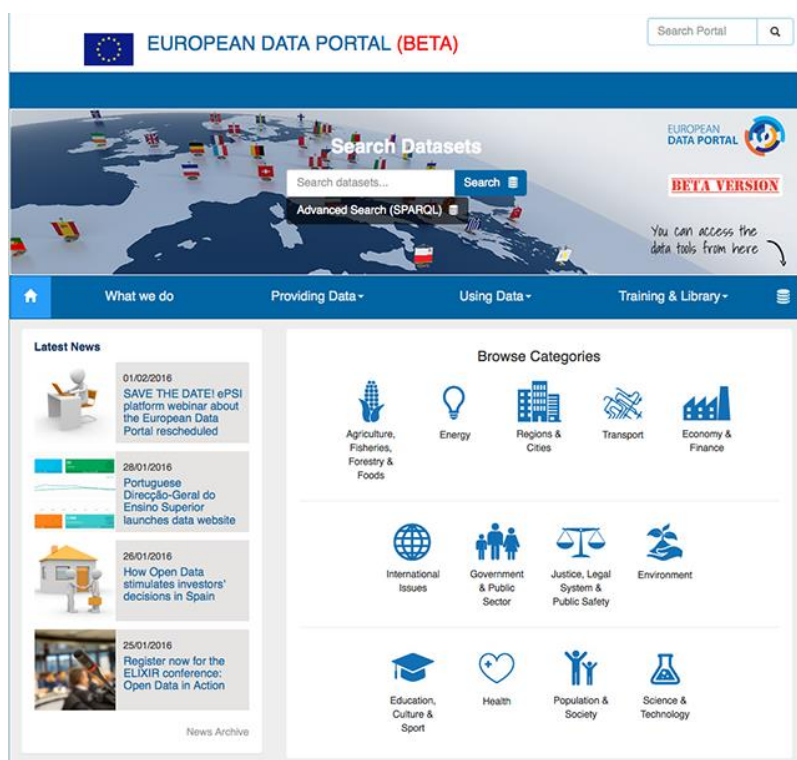 EUROPEAN DATA PORTAL (BETA)
Search Portal
Search Datasets
Search datasets...
Search
Advanced Search (SPARQL)
EUROPEAN
DATA PORTAL
BETA VERSION
You can access the
data tools from here
What we do
Providing Data
Using Data
Training & Library
Latest News
01/02/2016
SAVE THE DATE! ePSI
platform webinar about
the European Data
Portal rescheduled
28/01/2016
Portuguese
Direcção-Geral do
Ensino Superior
launches data website
26/01/2016
How Open Data
stimulates investors'
decisions in Spain
25/01/2016
Register now for the
ELIXIR conference:
Open Data in Action
News Archive
Browse Categories
Agriculture,
Fisheries,
Forestry &
Foods
Energy
Regions &
Cities
Transport
Economy &
Finance
International
Issues
Government
& Public
Sector
Justice, Legal
System &
Public Safety
Environment
Education,
Culture &
Sport
Health
Population &
Society
Science &
Technology